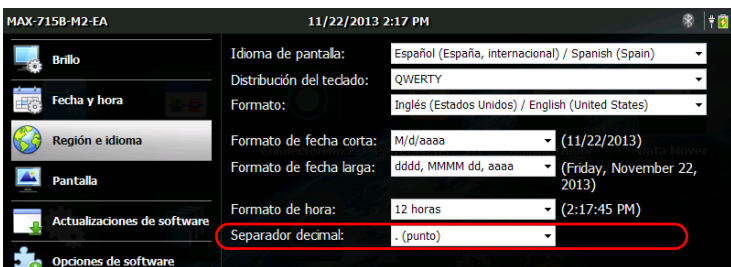 MAX-715B-M2-EA
11/22/2013 2:17 PM
Brillo
Fecha y hora
Región e idioma
Pantalla
Actualizaciones de software
Opciones de software
Idioma de pantalla: Español (España, internacional) / Spanish (Spain)
Distribución del teclado: QWERTY
Formato: Inglés (Estados Unidos) / English (United States)
Formato de fecha corta: M/d/aaaa (11/22/2013)
Formato de fecha larga: dddd, MMMM dd, aaaa (Friday, November 22,
2013)
Formato de hora: 12 horas (2:17:45 PM)
Separador decimal: . (punto)
Data Mover